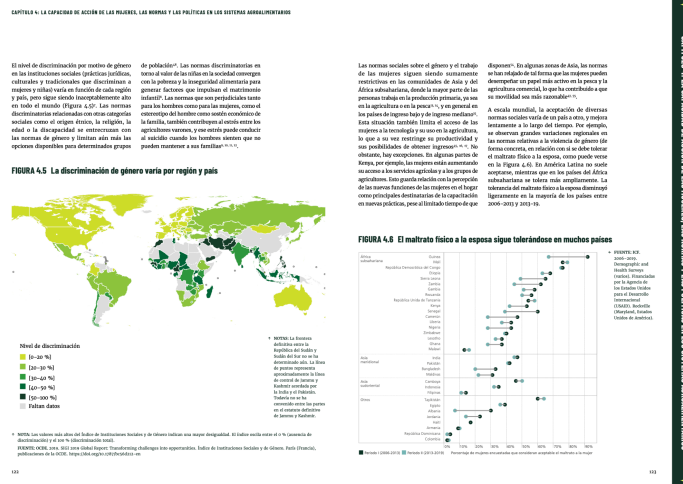 CAPÍTULO 4: LA CAPACIDAD DE ACCIÓN DE LAS MUJERES, LAS NORMAS Y LAS POLÍTICAS EN LOS SISTEMAS AGROALIMENTARIOS
El nivel de discriminación por motivo de género
en las instituciones sociales (prácticas jurídicas,
culturales y tradicionales que discriminan a
mujeres y niñas) varía en función de cada región
y país, pero sigue siendo inaceptablemente alto
en todo el mundo (Figura 4.5). Las normas
discriminatorias relacionadas con otras categorías
sociales como el origen étnico, la religión, la
edad o la discapacidad se entrecruzan con
las normas de género y limitan aún más las
opciones disponibles para determinados grupos
de población. Las normas discriminatorias en
torno al valor de las niñas en la sociedad convergen
con la pobreza y la inseguridad alimentaria para
generar factores que impulsan el matrimonio
infantil. Las normas que son perjudiciales tanto
para los hombres como para las mujeres, como el
estereotipo del hombre como sostén económico de
la familia, también contribuyen al estrés entre los
agricultores varones, y este estrés puede conducir
al suicidio cuando los hombres sienten que no
pueden mantener a sus familias
FIGURA 4.5 La discriminación de género varía por región y país
Nivel de discriminación
[0–20 %]
[20–30 %]
[30–40 %]
[40–50 %]
[50–100 %]
Faltan datos
NOTAS: La frontera
definitiva entre la
República del Sudán y
Sudán del Sur no se ha
determinado aún. La línea
de puntos representa
aproximadamente la línea
de control de Jammu y
Kashmir acordada por
la India y el Pakistán.
Todavía no se ha
convenido entre las partes
en el estatuto definitivo
de Jammu y Kashmir.
NOTA: Los valores más altos del Índice de Instituciones Sociales y de Género indican una mayor desigualdad. El índice oscila entre el 0 % (ausencia de
discriminación) y el 100 % (discriminación total).
FUENTE: OCDE. 2019. SIGI 2019 Global Report: Transforming challenges into opportunities. Índice de Instituciones Sociales y de Género. París (Francia),
publicaciones de la OCDE.
122
Las normas sociales sobre el género y el trabajo
de las mujeres siguen siendo sumamente
restrictivas en las comunidades de Asia y del
África subsahariana, donde la mayor parte de las
personas trabaja en la producción primaria, ya sea
en la agricultura o en la pesca, y en general en
los países de ingreso bajo y de ingreso mediano.
Esta situación también limita el acceso de las
mujeres a la tecnología y su uso en la agricultura,
lo que a su vez restringe su productividad y
sus posibilidades de obtener ingresos. No
obstante, hay excepciones. En algunas partes de
Kenya, por ejemplo, las mujeres están aumentando
su acceso a los servicios agrícolas y a los grupos de
agricultores. Esto guarda relación con la percepción
de las nuevas funciones de las mujeres en el hogar
como principales destinatarias de la capacitación
en nuevas prácticas, pese al limitado tiempo de que
disponen. En algunas zonas de Asia, las normas
se han relajado de tal forma que las mujeres pueden
desempeñar un papel más activo en la pesca y la
agricultura comercial, lo que ha contribuido a que
su movilidad sea más razonable
A escala mundial, la aceptación de diversas
normas sociales varía de un país a otro, y mejora
lentamente a lo largo del tiempo. Por ejemplo,
se observan grandes variaciones regionales en
las normas relativas a la violencia de género (de
forma concreta, en relación con si se debe tolerar
el maltrato físico a la esposa, como puede verse
en la Figura 4.6). En América Latina no suele
aceptarse, mientras que en los países del África
subsahariana se tolera más ampliamente. La
tolerancia del maltrato físico a la esposa disminuyó
ligeramente en la mayoría de los países entre
2006-2013 y 2013-19.
FIGURA 4.6 El maltrato físico a la esposa sigue tolerándose en muchos países
África
subsahariana
Guinea
Malí
República Democrática del Congo
Etiopía
Sierra Leona
Zambia
Gambia
Rwanda
República Unida de Tanzanía
Kenya
Senegal
Camerún
Liberia
Nigeria
Zimbabwe
Lesotho
Ghana
Malawi
Asia
meridional
India
Pakistán
Bangladesh
Maldivas
Asia
sudoriental
Camboya
Indonesia
Filipinas
Otros
Tayikistán
Egipto
Albania
Jordania
Haití
Armenia
República Dominicana
Colombia
0% 10% 20% 30% 40% 50% 60% 70% 80% 90%
Período I (2006-2013) Período II (2013-2019) Porcentaje de mujeres encuestadas que consideran aceptable el maltrato a la mujer
FUENTE: ICF.
2006-2019.
Demographic and
Health Surveys
(varios). Financiadas
por la Agencia de
los Estados Unidos
para el Desarrollo
Internacional
(USAID). Rockville
(Maryland, Estados
Unidos de América).
123